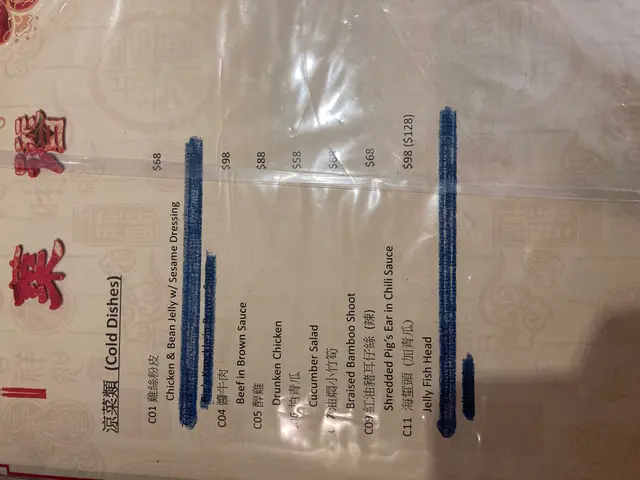 菜
涼菜類 (Cold Dishes)
C01 雞絲粉皮 $68
Chicken & Bean Jelly w/ Sesame Dressing
C04 醬牛肉 $98
Beef in Brown Sauce
C05 醉雞 $88
Drunken Chicken
青瓜 $58
Cucumber Salad
油燜小竹筍
Braised Bamboo Shoot
C09 紅油豬耳仔絲 (辣) $68
Shredded Pig's Ear in Chili Sauce
C11 海蜇頭 (加青瓜) $98 ($128)
Jelly Fish Head